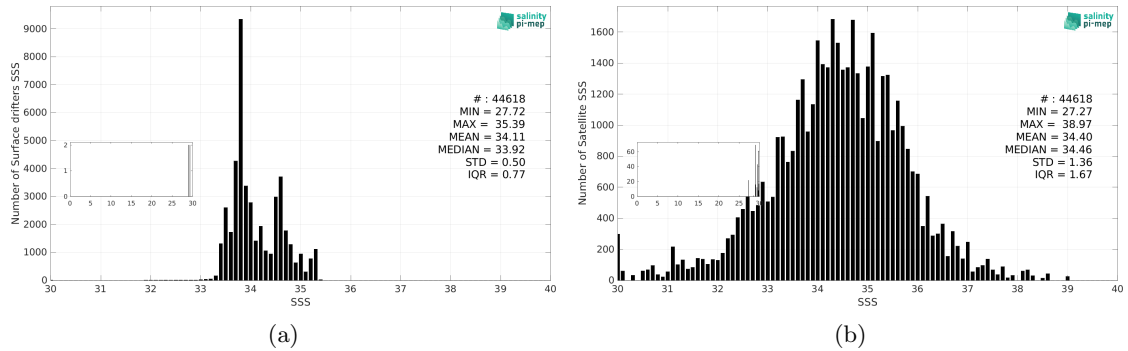 9000
8000
7000
6000
5000
4000
3000
2000
1000
0
Number of Surface drifters SSS
30 31 32 33 34 35 36 37 38 39 40
SSS
salinity
pi-mep
# : 44618
MIN = 27.72
MAX = 35.39
MEAN = 34.11
MEDIAN = 33.92
STD = 0.50
IQR = 0.77
2
1
0
0 5 10 15 20 25 30
(a)
1600
1400
1200
1000
800
600
400
200
0
Number of Satellite SSS
30 31 32 33 34 35 36 37 38 39 40
SSS
salinity
pi-mep
# : 44618
MIN = 27.27
MAX = 38.97
MEAN = 34.40
MEDIAN = 34.46
STD = 1.36
IQR = 1.67
60
40
20
0
0 5 10 15 20 25 30
(b)